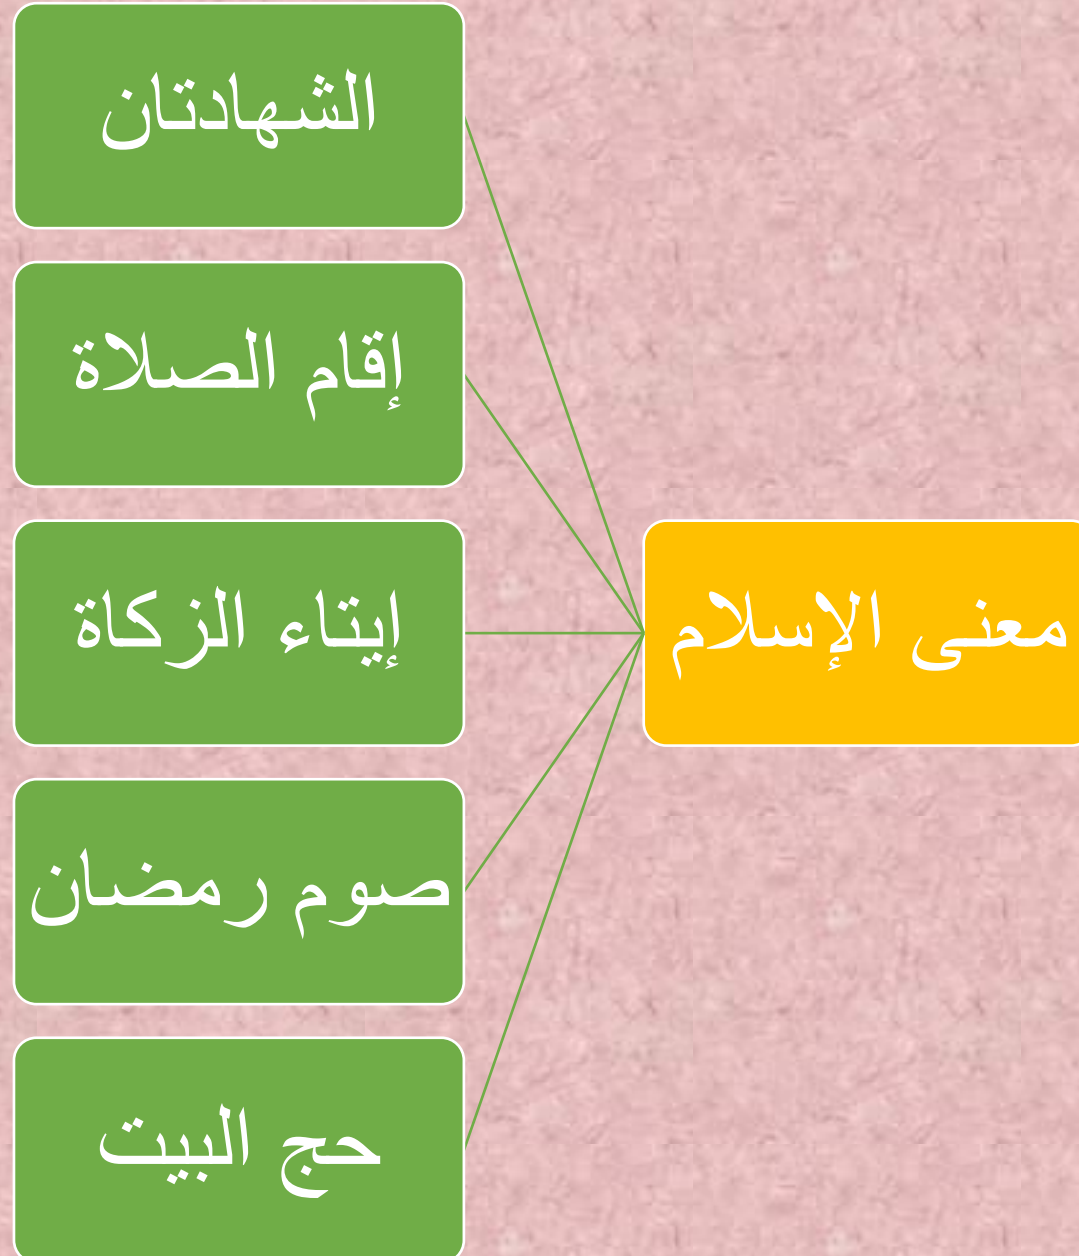 معنى الإسلام
الشهادتان
إقام الصلاة
إيتاء الزكاة
صوم رمضان
حج البيت